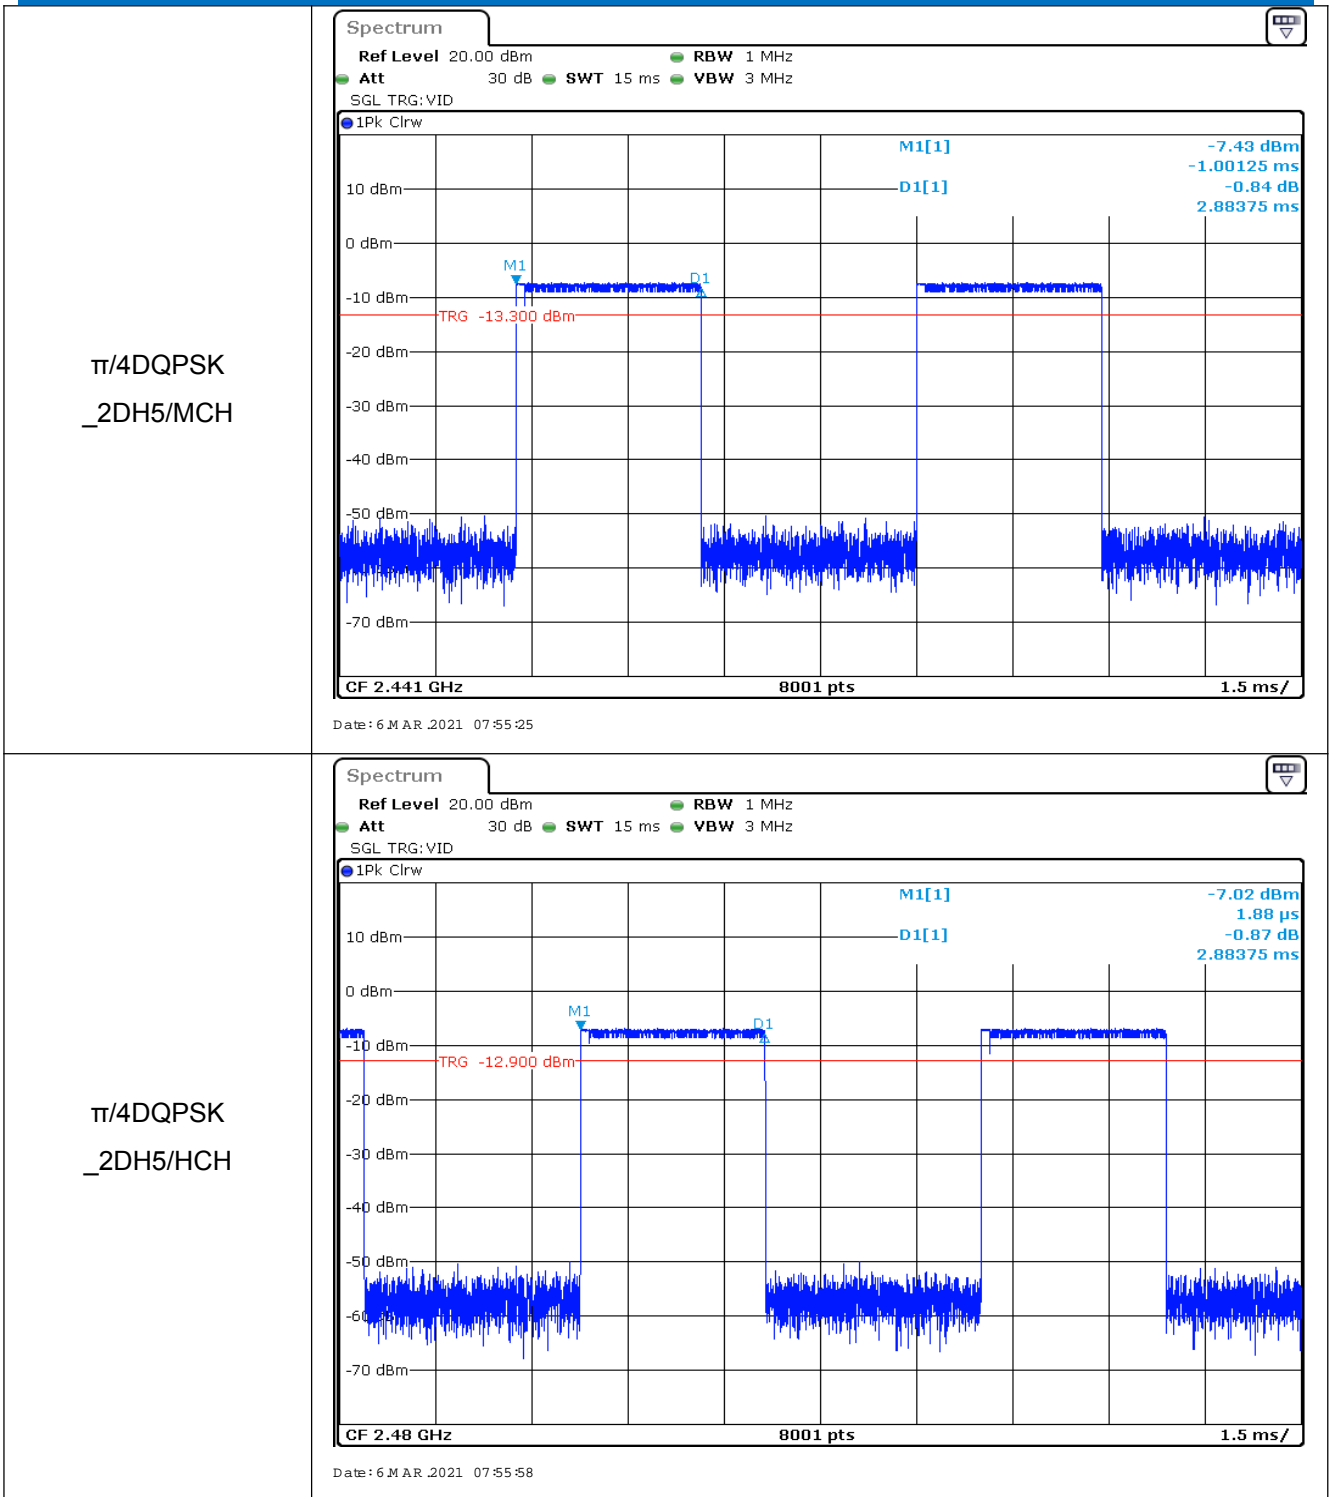 π/4DQPSK
_2DH5/MCH
Spectrum
Ref Level 20.00 dBm RBW 1 MHz
Att 30 dB SWT 15 ms VBW 3 MHz
SGL TRG:VID
1Pk Clrw
M1[1] -7.43 dBm
-1.00125 ms
10 dBm D1[1] -0.84 dB
2.88375 ms
0 dBm
M1
D1
-10 dBm
TRG -13.300 dBm
-20 dBm
-30 dBm
-40 dBm
-50 dBm
-70 dBm
CF 2.441 GHz 8001 pts 1.5 ms/
Date: 6.MAR.2021 07:55:25
π/4DQPSK
_2DH5/HCH
Spectrum
Ref Level 20.00 dBm RBW 1 MHz
Att 30 dB SWT 15 ms VBW 3 MHz
SGL TRG:VID
1Pk Clrw
M1[1] -7.02 dBm
1.88 µs
10 dBm D1[1] -0.87 dB
2.88375 ms
0 dBm
M1
D1
-10 dBm
TRG -12.900 dBm
-20 dBm
-30 dBm
-40 dBm
-50 dBm
-70 dBm
CF 2.48 GHz 8001 pts 1.5 ms/
Date: 6.MAR.2021 07:55:58